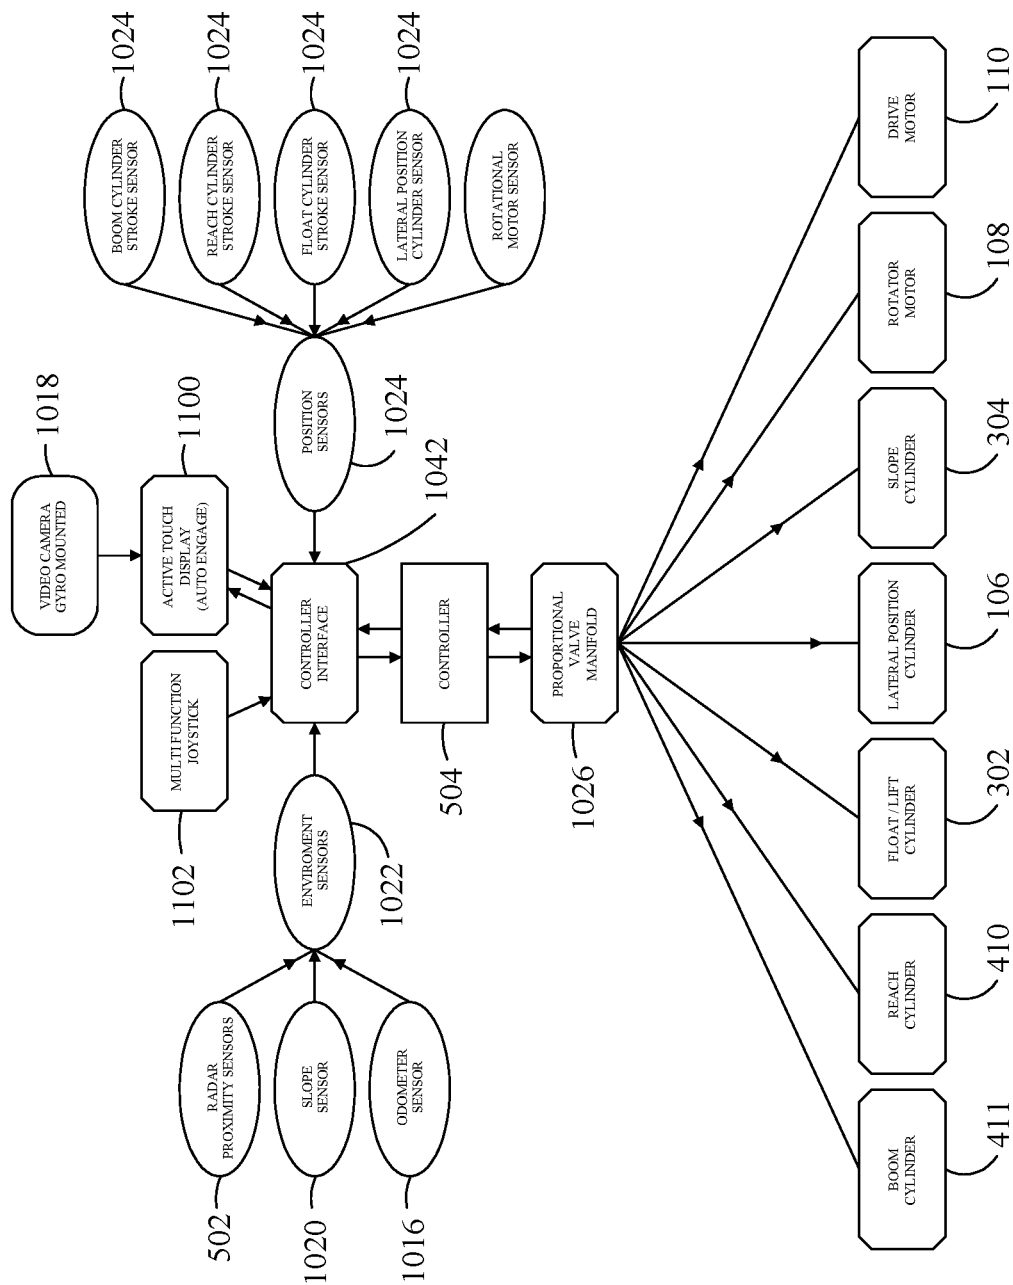 VIDEO CAMERA
GYRO MOUNTED
1018
1102
MULTI FUNCTION
JOYSTICK
ACTIVE TOUCH
DISPLAY
(AUTO ENGAGE)
1100
BOOM CYLINDER
STROKE SENSOR
1024
REACH CYLINDER
STROKE SENSOR
1024
FLOAT CYLINDER
STROKE SENSOR
1024
LATERAL POSITION
CYLINDER SENSOR
1024
ROTATIONAL
MOTOR SENSOR
502
RADAR
PROXIMITY SENSORS
1020
SLOPE
SENSOR
1016
ODOMETER
SENSOR
ENVIROMENT
SENSORS
1022
CONTROLLER
INTERFACE
1042
POSITION
SENSORS
1024
504
CONTROLLER
1026
PROPORTIONAL
VALVE
MANIFOLD
BOOM
CYLINDER
411
REACH
CYLINDER
410
FLOAT / LIFT
CYLINDER
302
LATERAL POSITION
CYLINDER
106
SLOPE
CYLINDER
304
ROTATOR
MOTOR
108
DRIVE
MOTOR
110